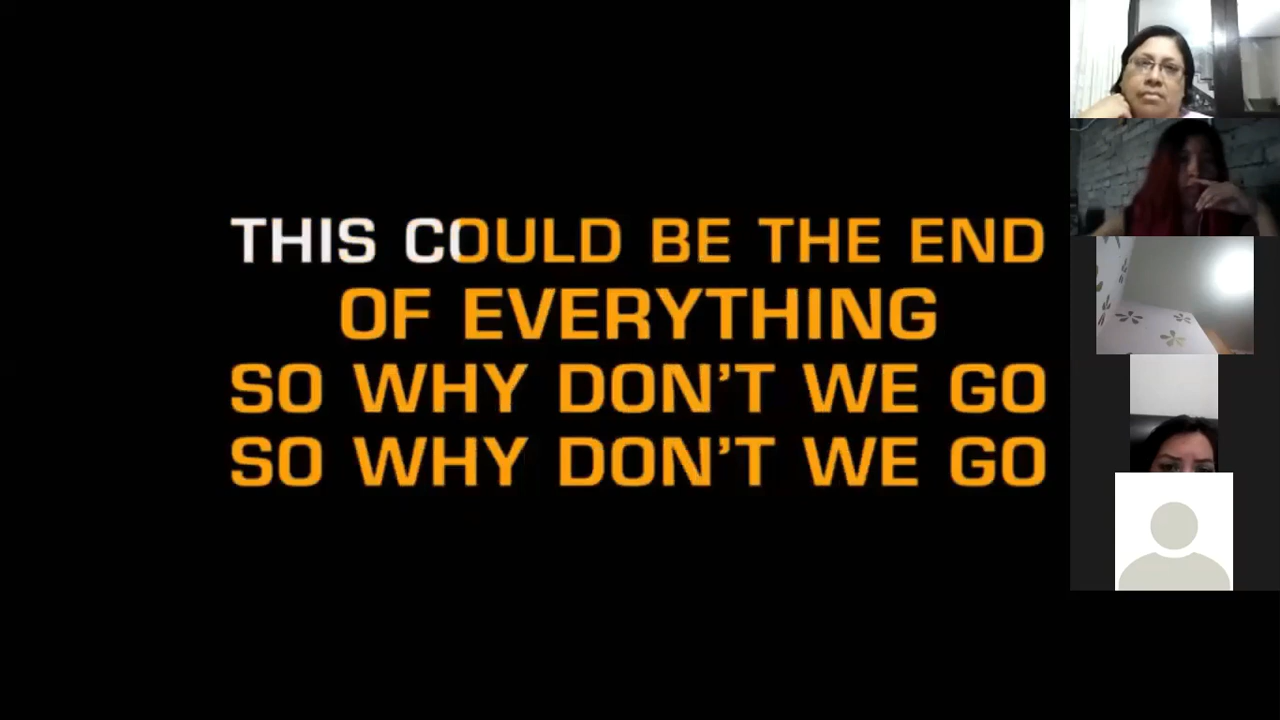 THIS COULD BE THE END
OF EVERYTHING
SO WHY DON'T WE GO
SO WHY DON'T WE GO